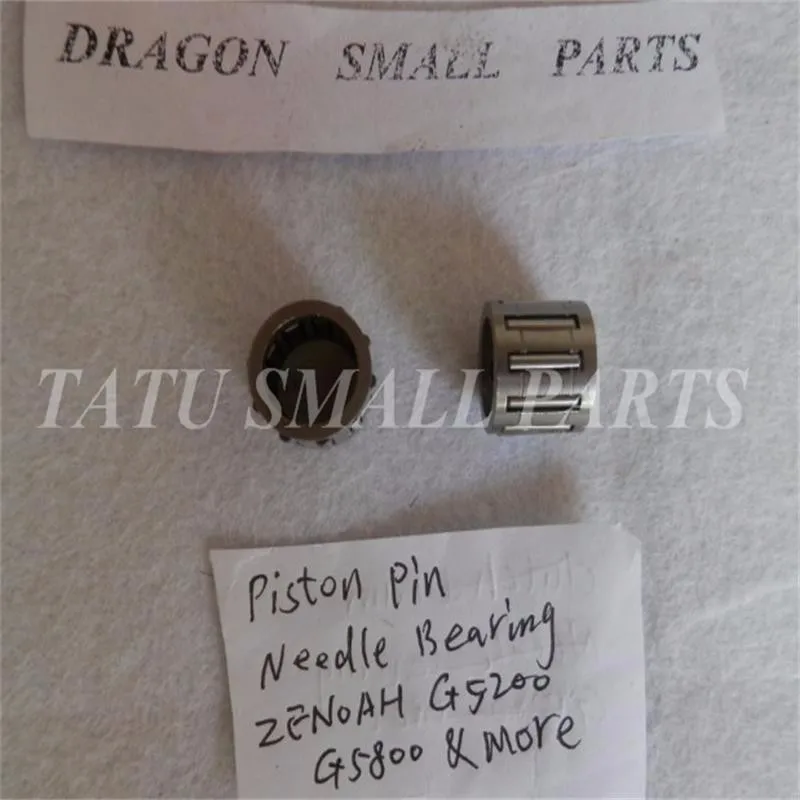 DRAGON SMALL PARTS
TATU SMALL PARTS
Piston Pin
Needle Bearing
ZENOAH G5200
G5800 & More